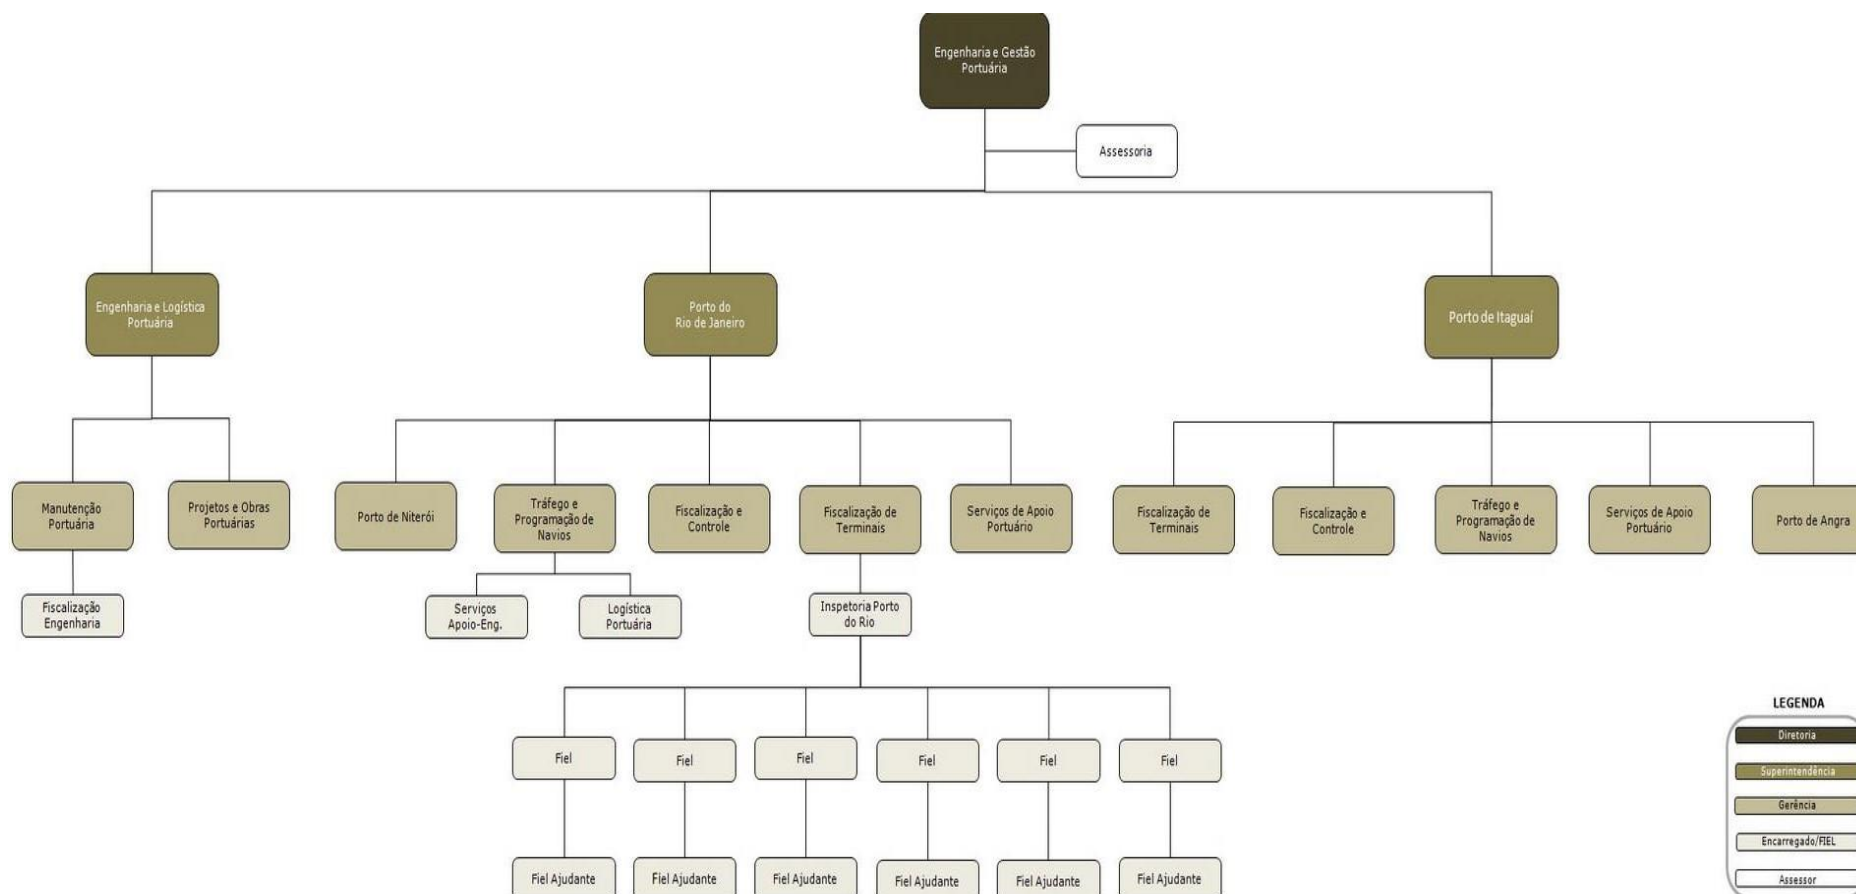 Engenharia e Gestão
Portuária
Assessoria
Engenharia e Logística
Portuária
Porto do
Rio de Janeiro
Porto de Itaguaí
Manutenção
Portuária
Projetos e Obras
Portuárias
Porto de Niterói
Tráfego e
Programação de
Navios
Fiscalização e
Controle
Fiscalização de
Terminais
Serviços de Apoio
Portuário
Fiscalização de
Terminais
Fiscalização e
Controle
Tráfego e
Programação de
Navios
Serviços de Apoio
Portuário
Porto de Angra
Fiscalização
Engenharia
Serviços
Apoio-Eng.
Logística
Portuária
Inspetoria Porto
do Rio
Fiel
Fiel
Fiel
Fiel
Fiel
Fiel
Fiel Ajudante
Fiel Ajudante
Fiel Ajudante
Fiel Ajudante
Fiel Ajudante
Fiel Ajudante
LEGENDA
Diretoria
Superintendência
Gerência
Encarregado/FIEL
Assessor